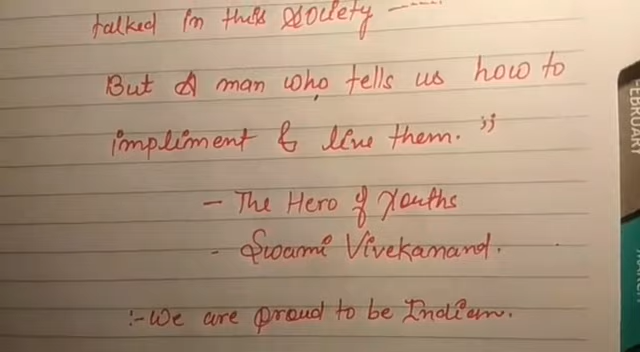 talked in this society -----
But A man who tells us how to
impliment & live them. "
- The Hero of Youths
- Swami Vivekanand.
:- We are proud to be Indian.
FEBRUARY